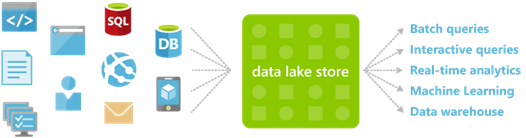 SQL
DB
data lake store
Batch queries
Interactive queries
Real-time analytics
Machine Learning
Data warehouse